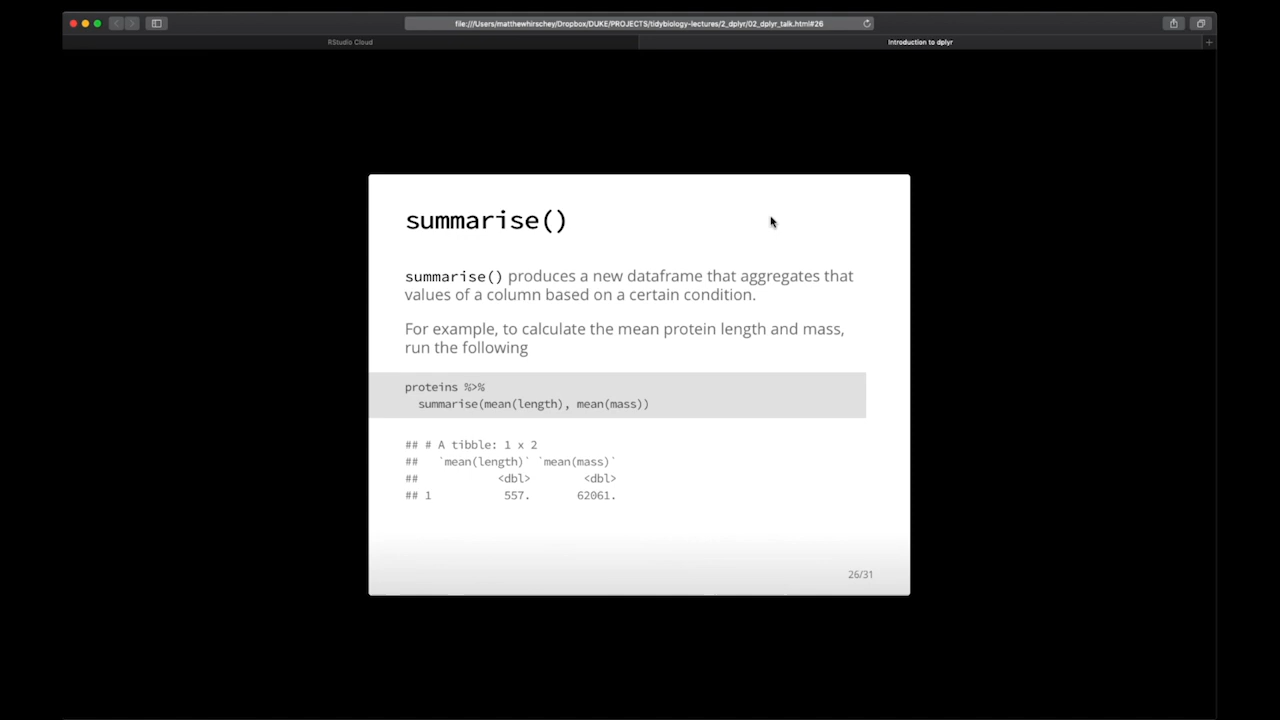 file:///Users/matthewhirschey/Dropbox/DUKE/PROJECTS/tidybiology-lectures/2_dplyr/02_dplyr_talk.html#26
RStudio Cloud
Introduction to dplyr
summarise()
summarise() produces a new dataframe that aggregates that
values of a column based on a certain condition.
For example, to calculate the mean protein length and mass,
run the following
proteins %>%
summarise(mean(length), mean(mass))
## # A tibble: 1 x 2
## `mean(length)` `mean(mass)`
## <dbl> <dbl>
## 1 557. 62061.
26/31